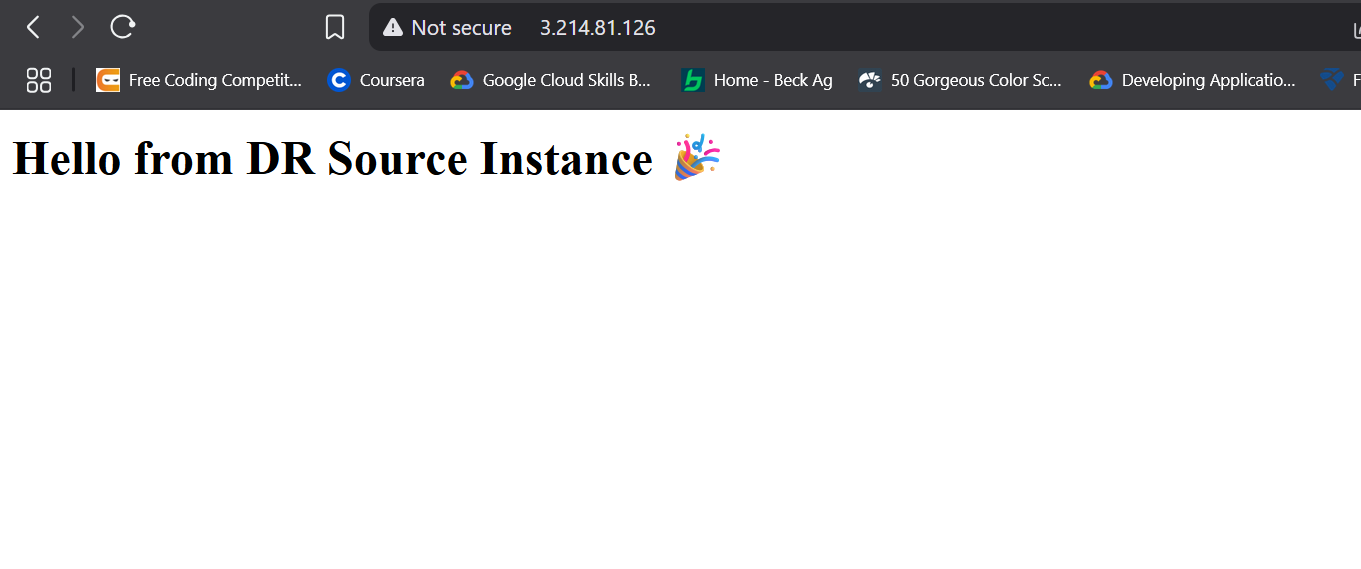 Not secure 3.214.81.126
Free Coding Competit... Coursera Google Cloud Skills B... Home - Beck Ag 50 Gorgeous Color Sc... Developing Applicatio... F
Hello from DR Source Instance 🎉